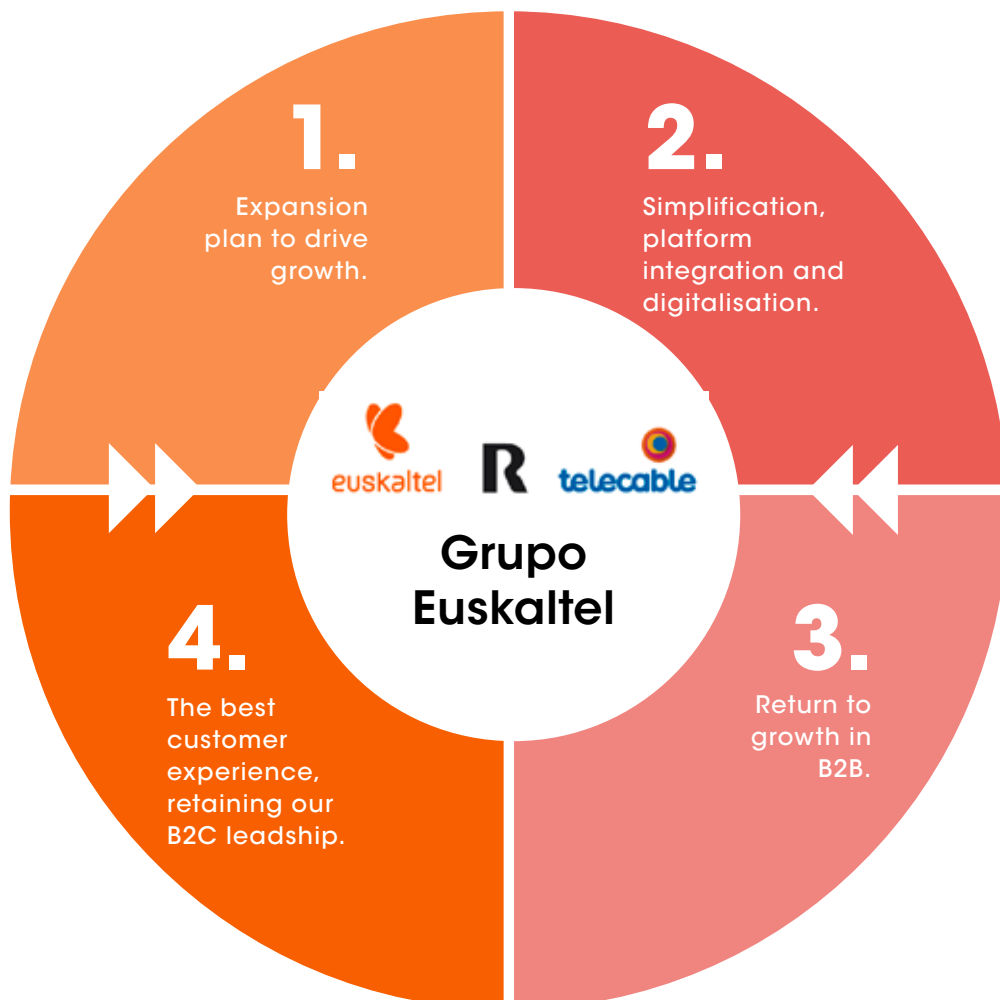 1.
Expansion
plan to drive
growth.
2.
Simplification,
platform
integration and
digitalisation.
euskaltel
R
telecable
Grupo
Euskaltel
4.
The best
customer
experience,
retaining our
B2C leadship.
3.
Return to
growth in
B2B.